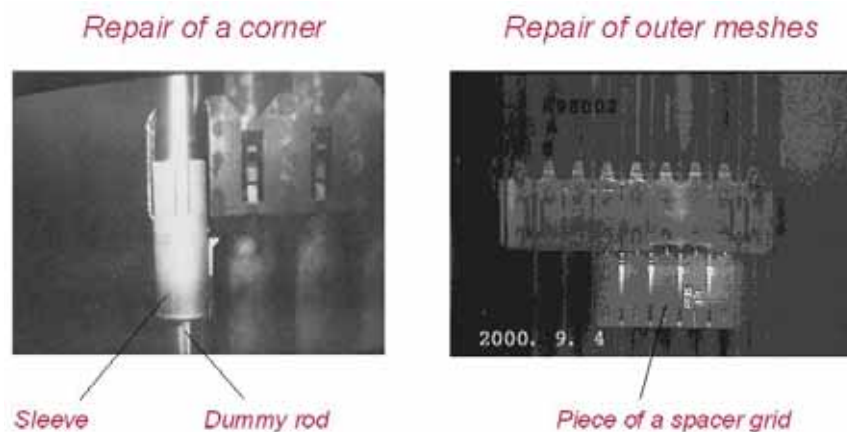 Repair of a corner
Repair of outer meshes
2000. 9. 4
Sleeve
Dummy rod
Piece of a spacer grid